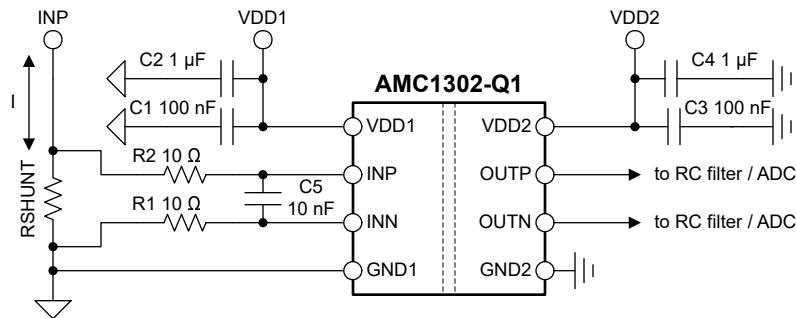 INP
VDD1
VDD2
C2 1 µF
C4 1 µF
AMC1302-Q1
I
C1 100 nF
C3 100 nF
VDD1
VDD2
R2 10 Ω
INP
OUTP
to RC filter / ADC
RSHUNT
C5
10 nF
R1 10 Ω
INN
OUTN
to RC filter / ADC
GND1
GND2